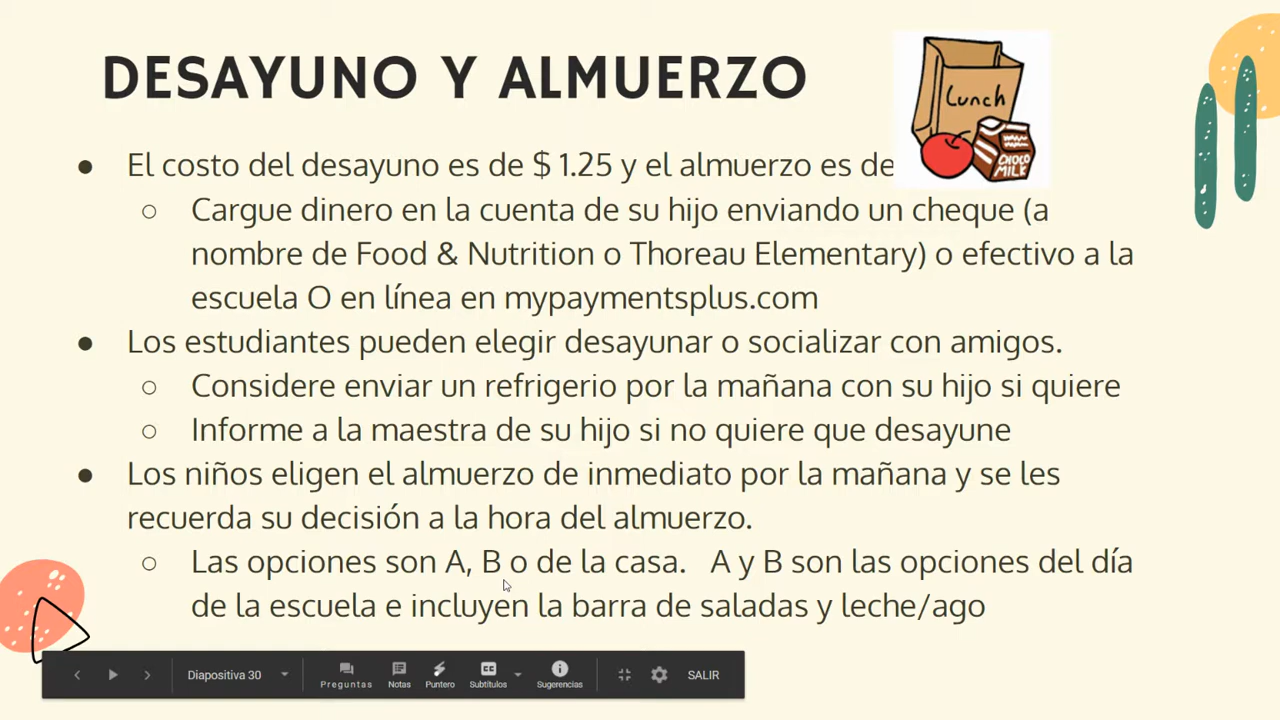 DESAYUNO Y ALMUERZO
Lunch
CHOCO
MILK
● El costo del desayuno es de $ 1.25 y el almuerzo es de
○ Cargue dinero en la cuenta de su hijo enviando un cheque (a
nombre de Food & Nutrition o Thoreau Elementary) o efectivo a la
escuela O en línea en mypaymentsplus.com
● Los estudiantes pueden elegir desayunar o socializar con amigos.
○ Considere enviar un refrigerio por la mañana con su hijo si quiere
○ Informe a la maestra de su hijo si no quiere que desayune
● Los niños eligen el almuerzo de inmediato por la mañana y se les
recuerda su decisión a la hora del almuerzo.
○ Las opciones son A, B o de la casa. A y B son las opciones del día
de la escuela e incluyen la barra de saladas y leche/ago
Diapositiva 30 Preguntas Notas Puntero Subtítulos Sugerencias SALIR